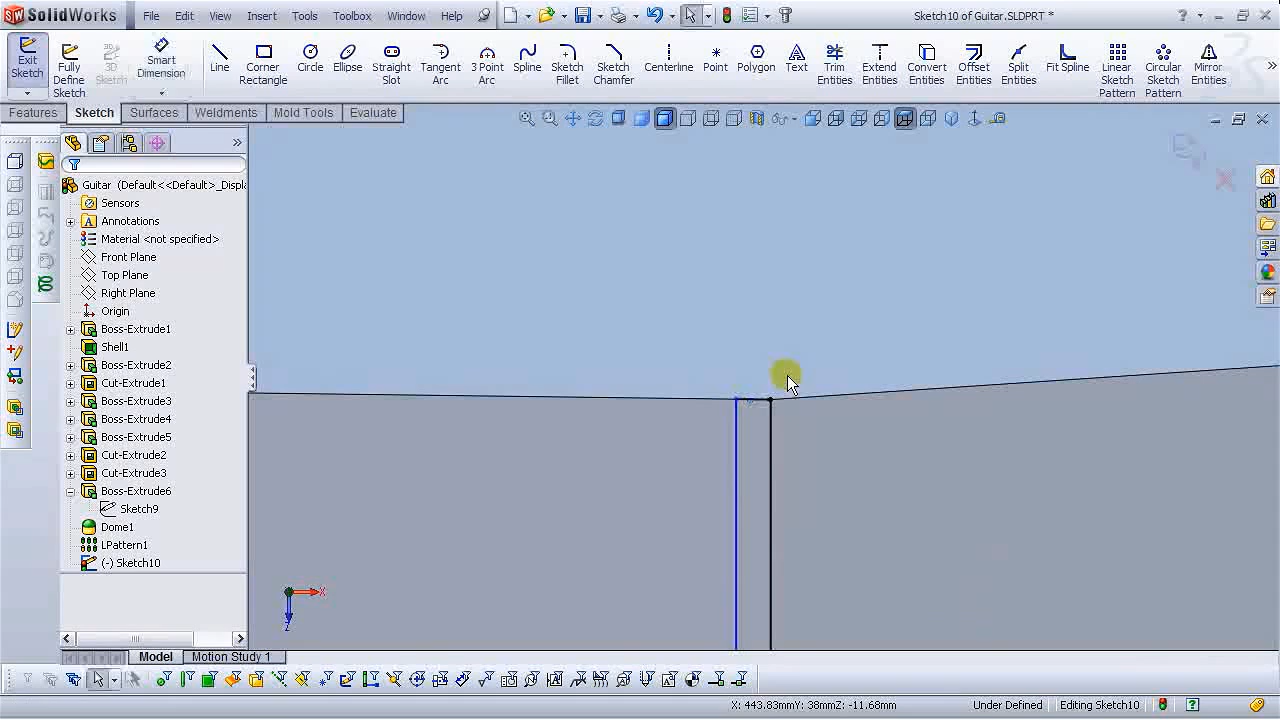 SolidWorks File Edit View Insert Tools Toolbox Window Help Sketch10 of Guitar.SLDPRT *
Exit Sketch Fully Define Sketch 3D Sketch Smart Dimension Line Corner Rectangle Circle Ellipse Straight Slot Tangent Arc 3 Point Arc Spline Sketch Fillet Sketch Chamfer Centerline Point Polygon Text Trim Entities Extend Entities Convert Entities Offset Entities Split Entities Fit Spline Linear Sketch Pattern Circular Sketch Pattern Mirror Entities
Features Sketch Surfaces Weldments Mold Tools Evaluate
Guitar (Default<<Default>_Displ
Sensors
Annotations
Material <not specified>
Front Plane
Top Plane
Right Plane
Origin
Boss-Extrude1
Shell1
Boss-Extrude2
Cut-Extrude1
Boss-Extrude3
Boss-Extrude4
Boss-Extrude5
Cut-Extrude2
Cut-Extrude3
Boss-Extrude6
Sketch9
Dome1
LPattern1
(-) Sketch10
X
Z
Model Motion Study 1
X: 443.83mmY: 38mmZ: -11.68mm Under Defined Editing Sketch10